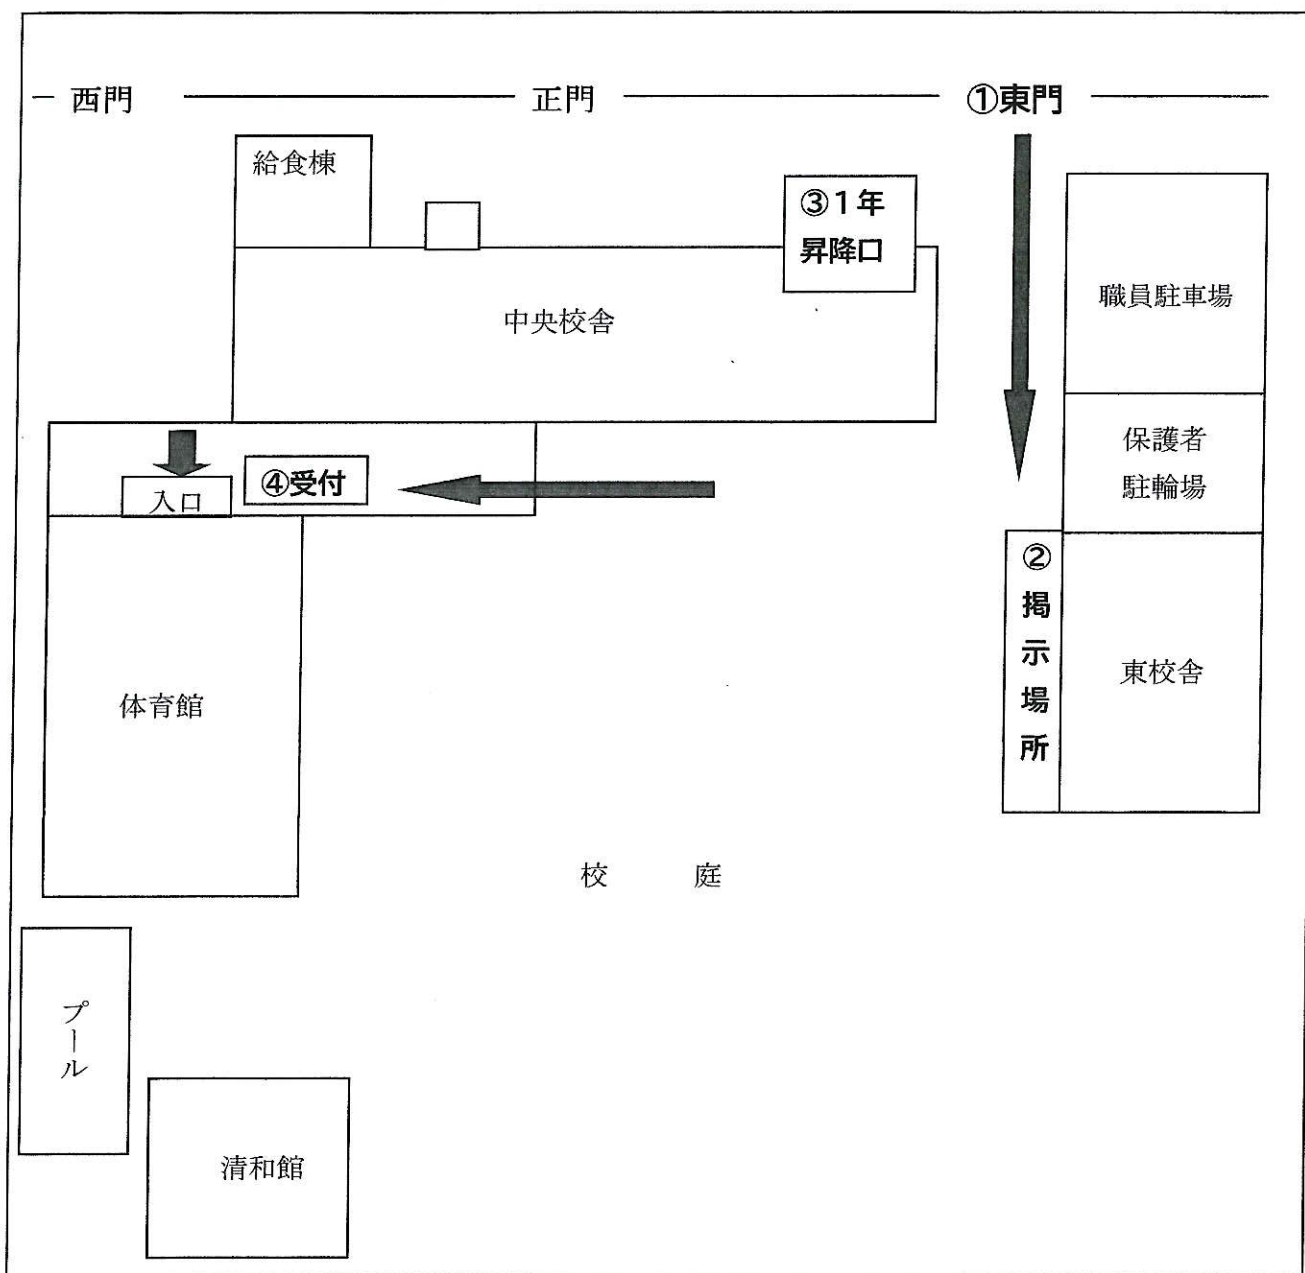 西門
正門
①東門
給食棟
③1年
昇降口
職員駐車場
中央校舎
保護者
駐輪場
④受付
入口
②掲示場所
東校舎
体育館
校　庭
プール
清和館